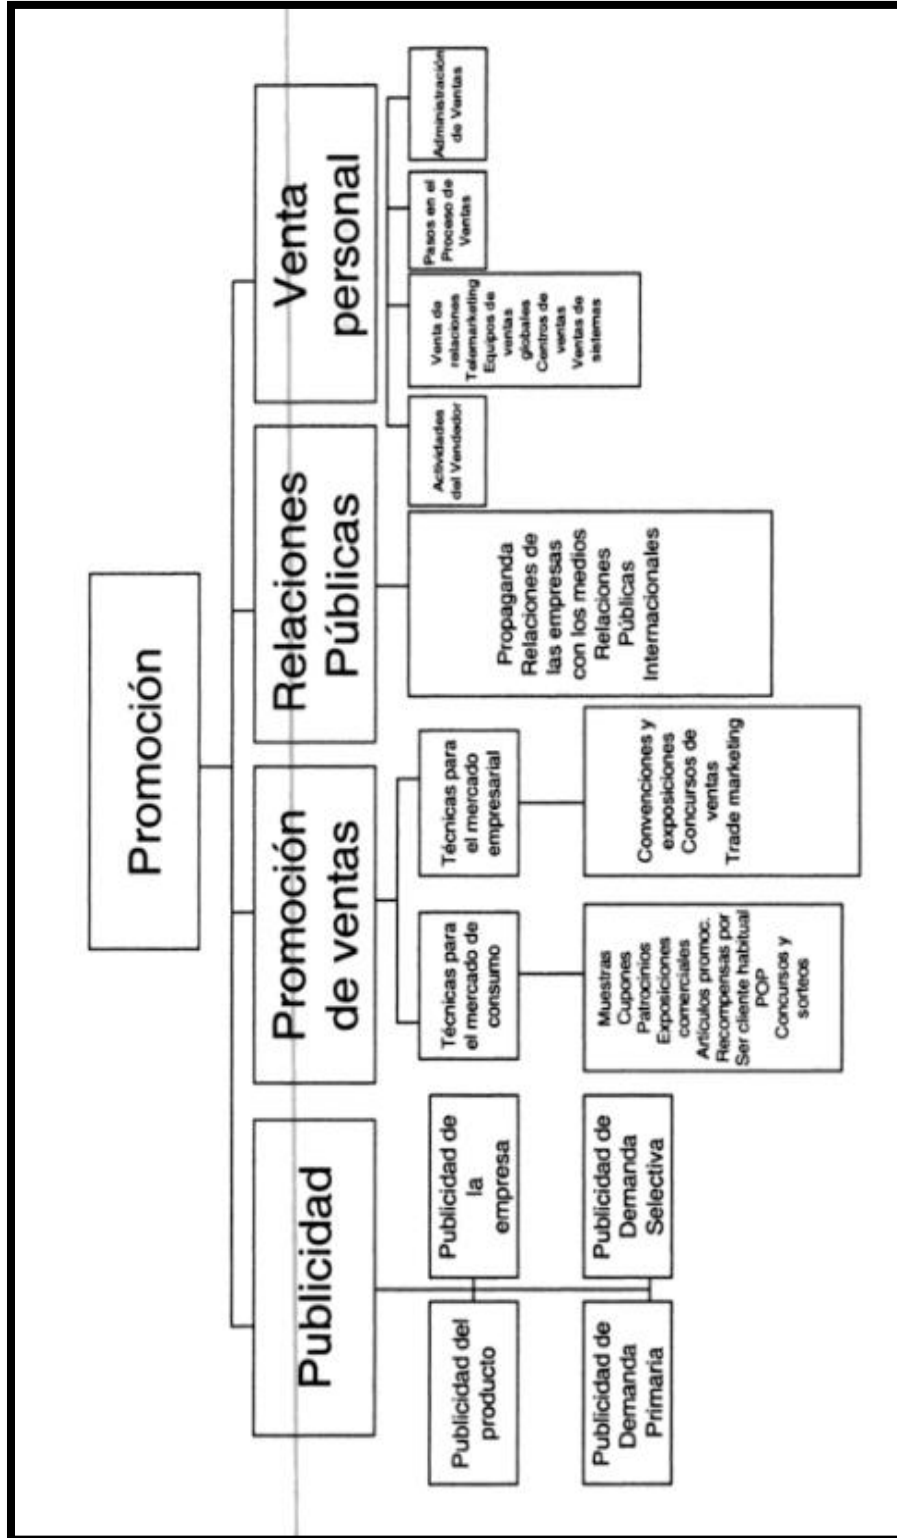 Promoción
Publicidad
Promoción
de ventas
Relaciones
Públicas
Venta
personal
Publicidad del
producto
Publicidad de
la
empresa
Publicidad de
Demanda
Primaria
Publicidad de
Demanda
Selectiva
Técnicas para
el mercado de
consumo
Técnicas para
el mercado
empresarial
Muestras
Cupones
Patrocinios
Exposiciones
comerciales
Artículos promoc.
Recompensas por
Ser cliente habitual
POP
Concursos y
sorteos
Convenciones y
exposiciones
Concursos de
ventas
Trade marketing
Propaganda
Relaciones de
las empresas
con los medios
Relaciones
Públicas
Internacionales
Actividades
del Vendedor
Venta de
relaciones
Telemarketing
Equipos de
ventas
globales
Centros de
ventas
Ventas de
sistemas
Pasos en el
Proceso de
Ventas
Administración
de Ventas